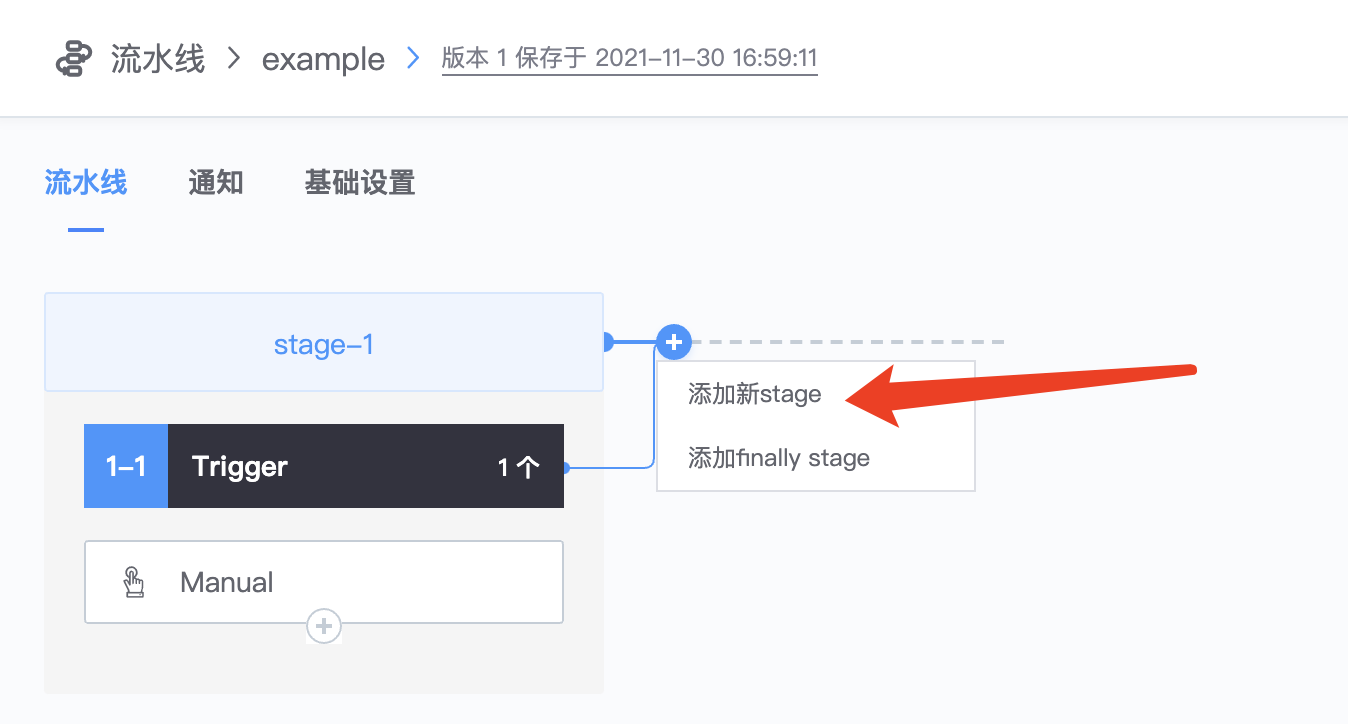 流水线 > example > 版本 1 保存于 2021-11-30 16:59:11
流水线 通知 基础设置
stage-1
添加新stage
添加finally stage
1-1 Trigger 1 个
Manual